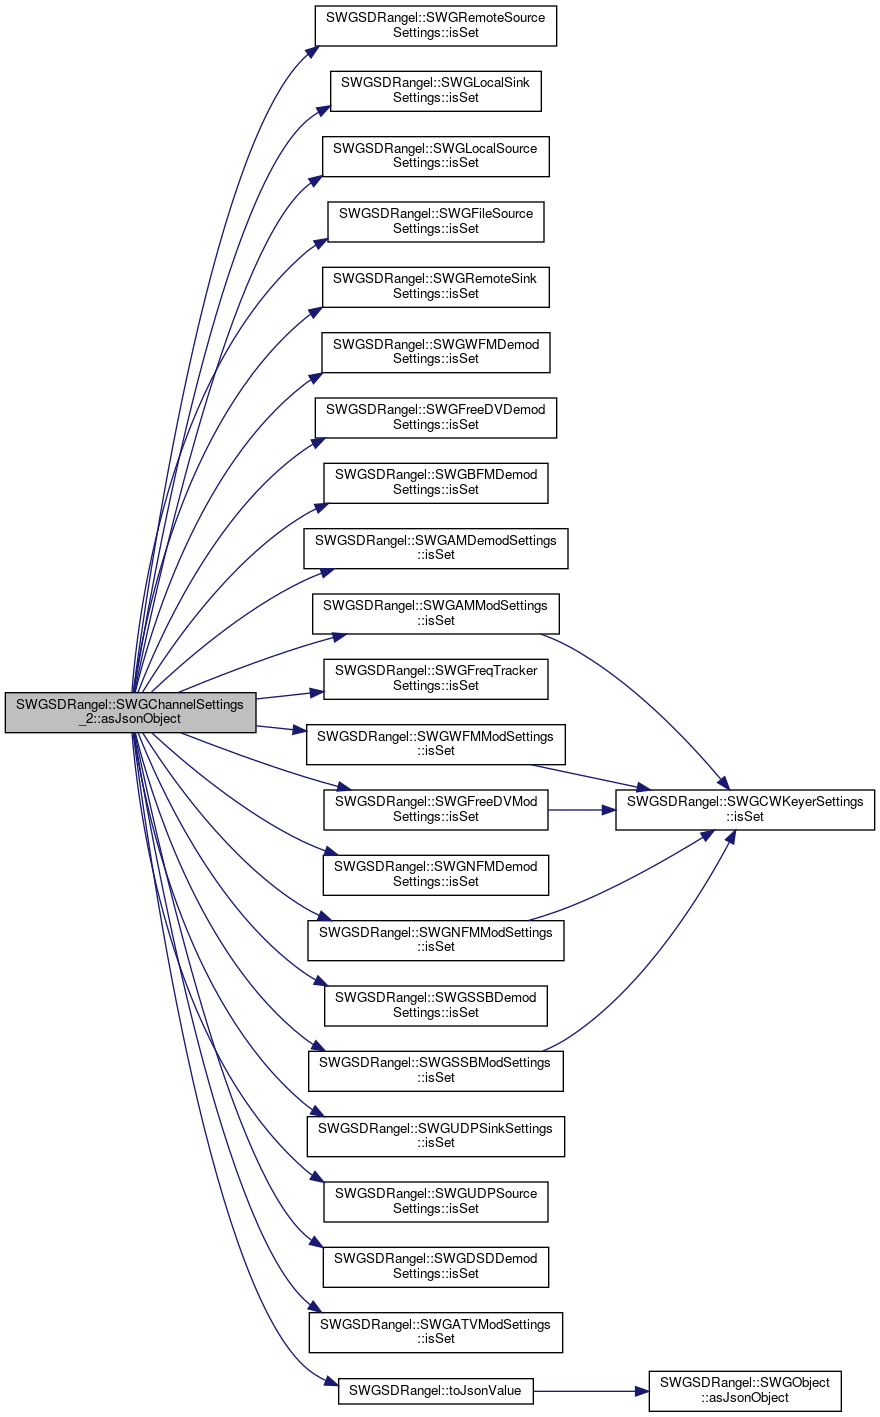 SWGSDRangel::SWGRemoteSource
Settings::isSet
SWGSDRangel::SWGLocalSink
Settings::isSet
SWGSDRangel::SWGLocalSource
Settings::isSet
SWGSDRangel::SWGFileSource
Settings::isSet
SWGSDRangel::SWGRemoteSink
Settings::isSet
SWGSDRangel::SWGWFMDemod
Settings::isSet
SWGSDRangel::SWGFreeDVDemod
Settings::isSet
SWGSDRangel::SWGBFMDemod
Settings::isSet
SWGSDRangel::SWGAMDemodSettings
::isSet
SWGSDRangel::SWGAMModSettings
::isSet
SWGSDRangel::SWGFreqTracker
Settings::isSet
SWGSDRangel::SWGChannelSettings
_2::asJsonObject
SWGSDRangel::SWGWFMModSettings
::isSet
SWGSDRangel::SWGFreeDVMod
Settings::isSet
SWGSDRangel::SWGCWKeyerSettings
::isSet
SWGSDRangel::SWGNFMDemod
Settings::isSet
SWGSDRangel::SWGNFMModSettings
::isSet
SWGSDRangel::SWGSSBDemod
Settings::isSet
SWGSDRangel::SWGSSBModSettings
::isSet
SWGSDRangel::SWGUDPSinkSettings
::isSet
SWGSDRangel::SWGUDPSource
Settings::isSet
SWGSDRangel::SWGDSDDemod
Settings::isSet
SWGSDRangel::SWGATVModSettings
::isSet
SWGSDRangel::toJsonValue
SWGSDRangel::SWGObject
::asJsonObject